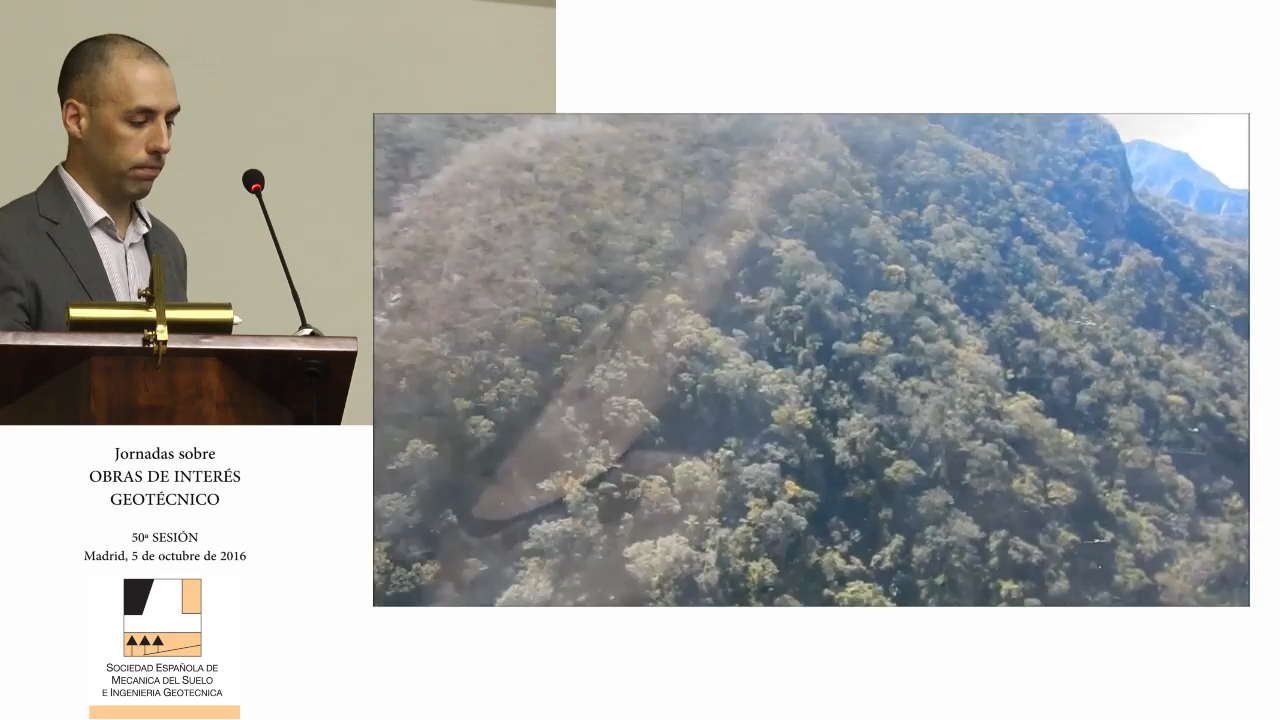 Jornadas sobre
OBRAS DE INTERÉS
GEOTÉCNICO
50ª SESIÓN
Madrid, 5 de octubre de 2016
SOCIEDAD ESPAÑOLA DE
MECANICA DEL SUELO
E INGENIERIA GEOTECNICA